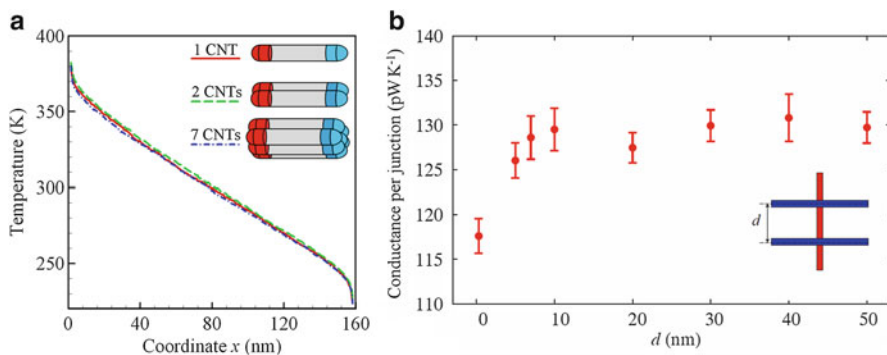 a
400
350
300
250
Temperature (K)
0
40
80
120
160
Coordinate x (nm)
1 CNT
2 CNTs
7 CNTs
b
140
135
130
125
120
115
110
Conductance per junction (pW K⁻¹)
0
10
20
30
40
50
d (nm)
d